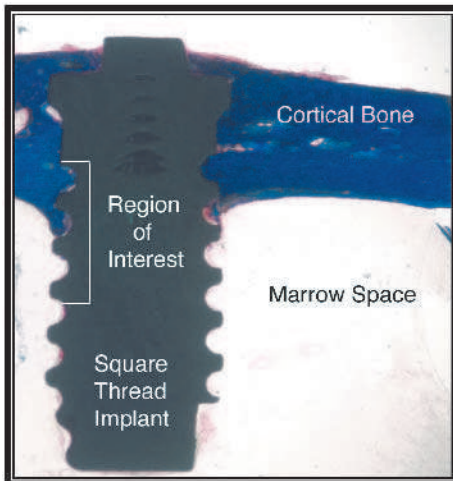 Cortical Bone
Region
of
Interest
Marrow Space
Square
Thread
Implant